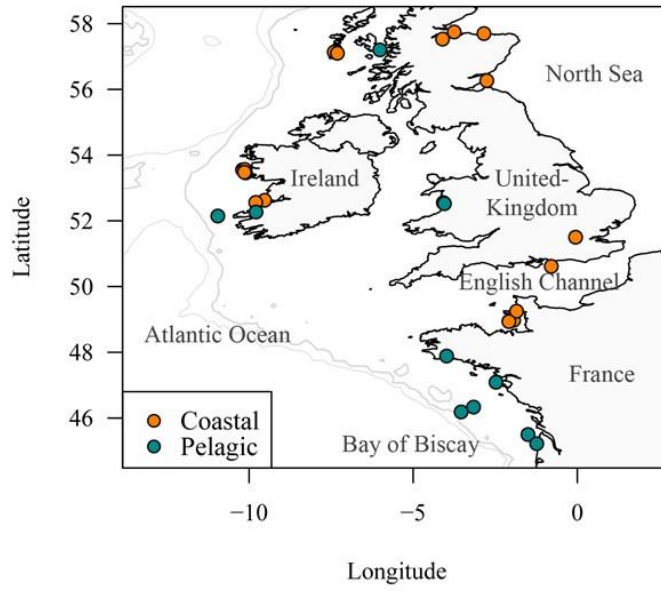 58
56
54
52
50
48
46
Latitude
North Sea
Ireland
United-
Kingdom
English Channel
Atlantic Ocean
France
Bay of Biscay
Coastal
Pelagic
−10
−5
0
Longitude